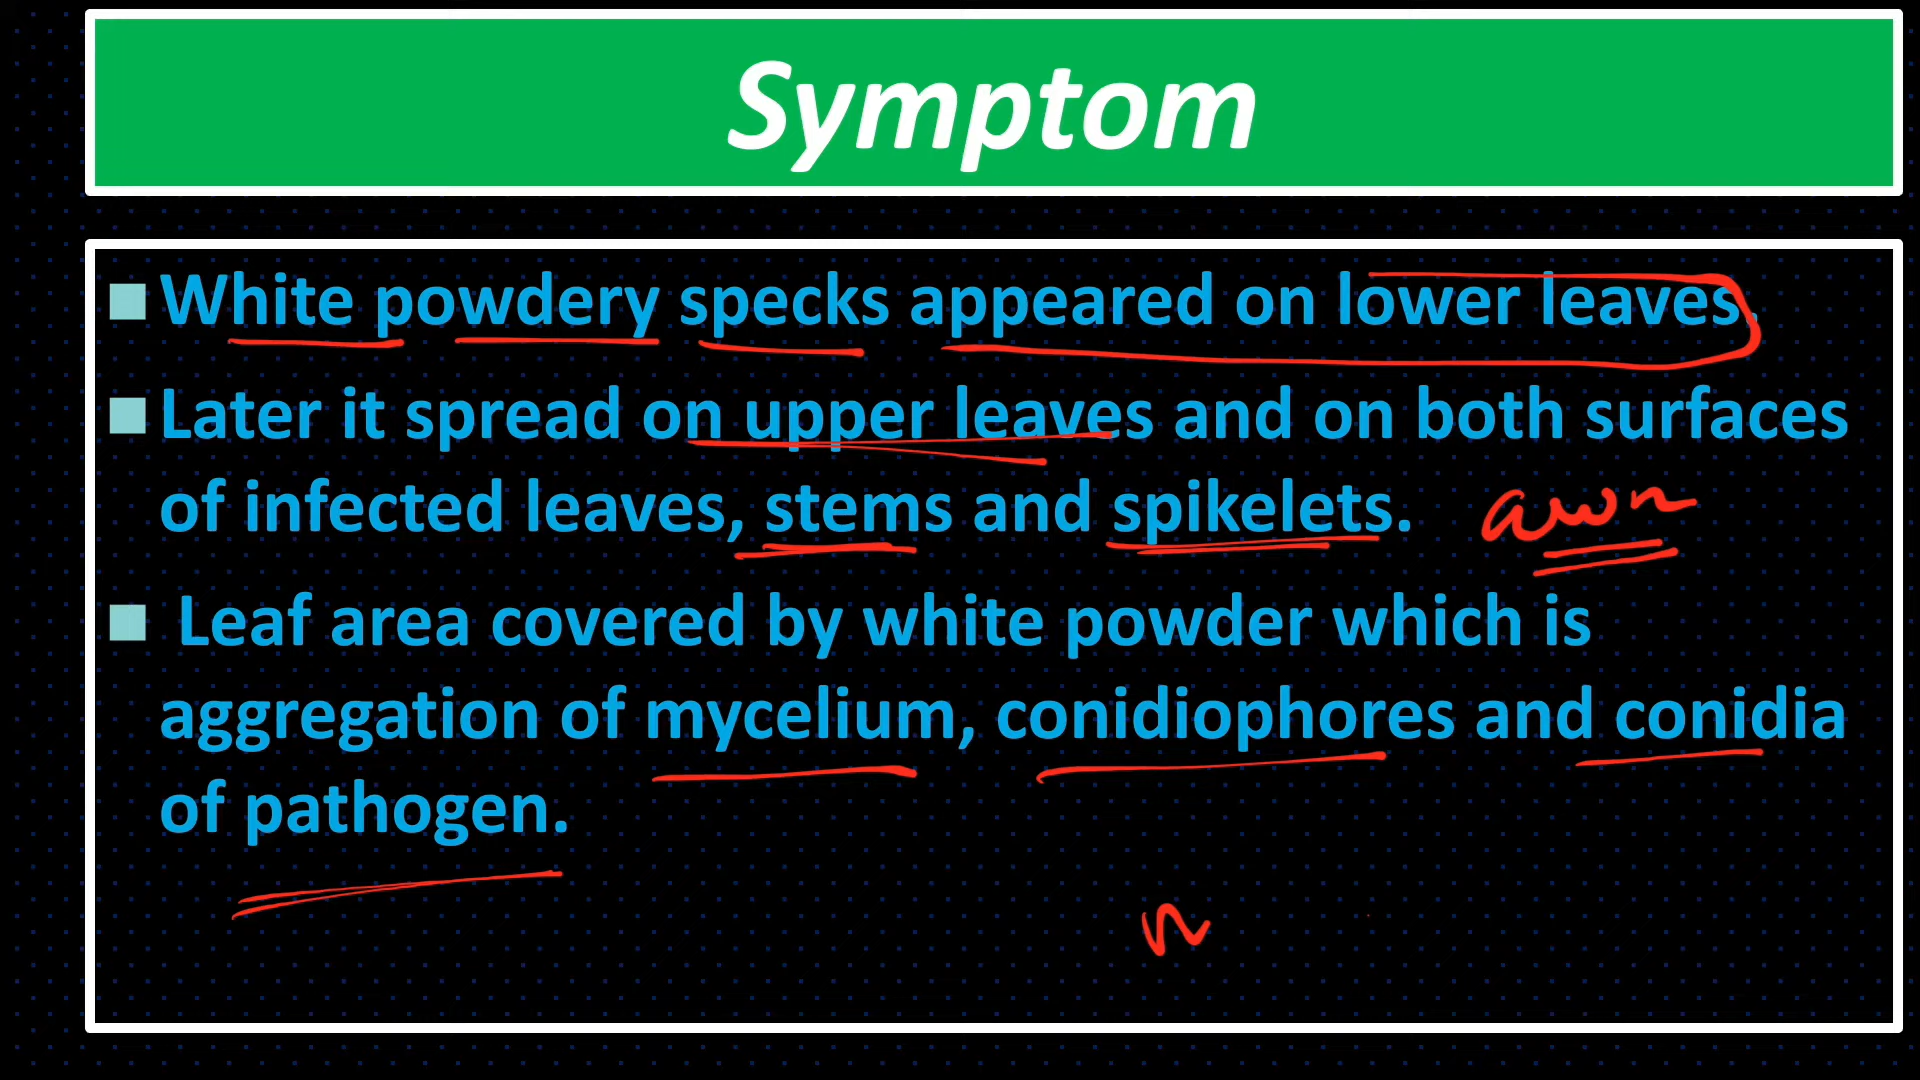 Symptom
White powdery specks appeared on lower leaves.
Later it spread on upper leaves and on both surfaces
of infected leaves, stems and spikelets. awn
Leaf area covered by white powder which is
aggregation of mycelium, conidiophores and conidia
of pathogen.